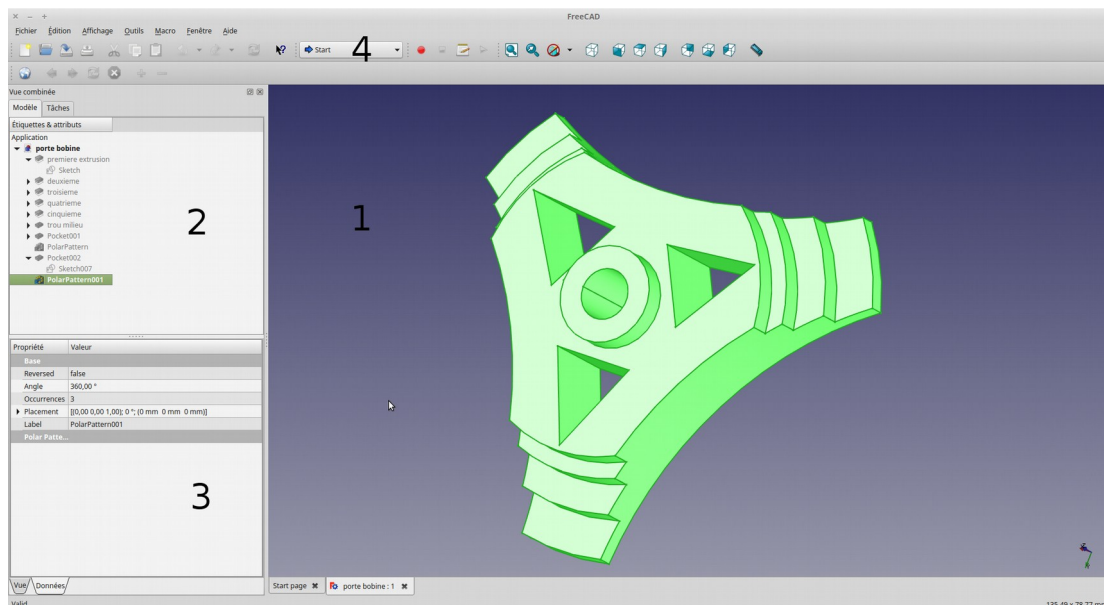 FreeCAD
Fichier Édition Affichage Outils Macro Fenêtre Aide
Start
4
Vue combinée
Modèle Tâches
Étiquettes & attributs
Application
porte bobine
premiere extrusion
Sketch
deuxieme
troisieme
quatrieme
cinquieme
trou milieu
Pocket001
PolarPattern
Pocket002
Sketch007
PolarPattern001
2
1
Propriété Valeur
Base
Reversed false
Angle 360,00 °
Occurrences 3
Placement [(0,00 0,00 1,00); 0 °; (0 mm 0 mm 0 mm)]
Label PolarPattern001
Polar Patte...
3
Vue Données
Start page porte bobine : 1
Valid